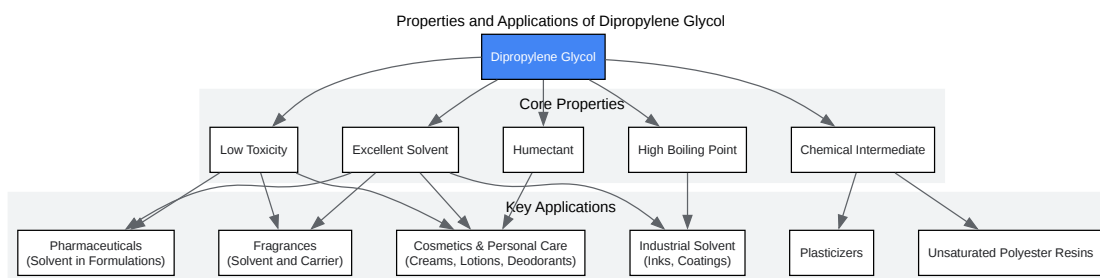 Properties and Applications of Dipropylene Glycol
Dipropylene Glycol
Core Properties
Low Toxicity
Excellent Solvent
Humectant
High Boiling Point
Chemical Intermediate
Key Applications
Pharmaceuticals
(Solvent in Formulations)
Fragrances
(Solvent and Carrier)
Cosmetics & Personal Care
(Creams, Lotions, Deodorants)
Industrial Solvent
(Inks, Coatings)
Plasticizers
Unsaturated Polyester Resins